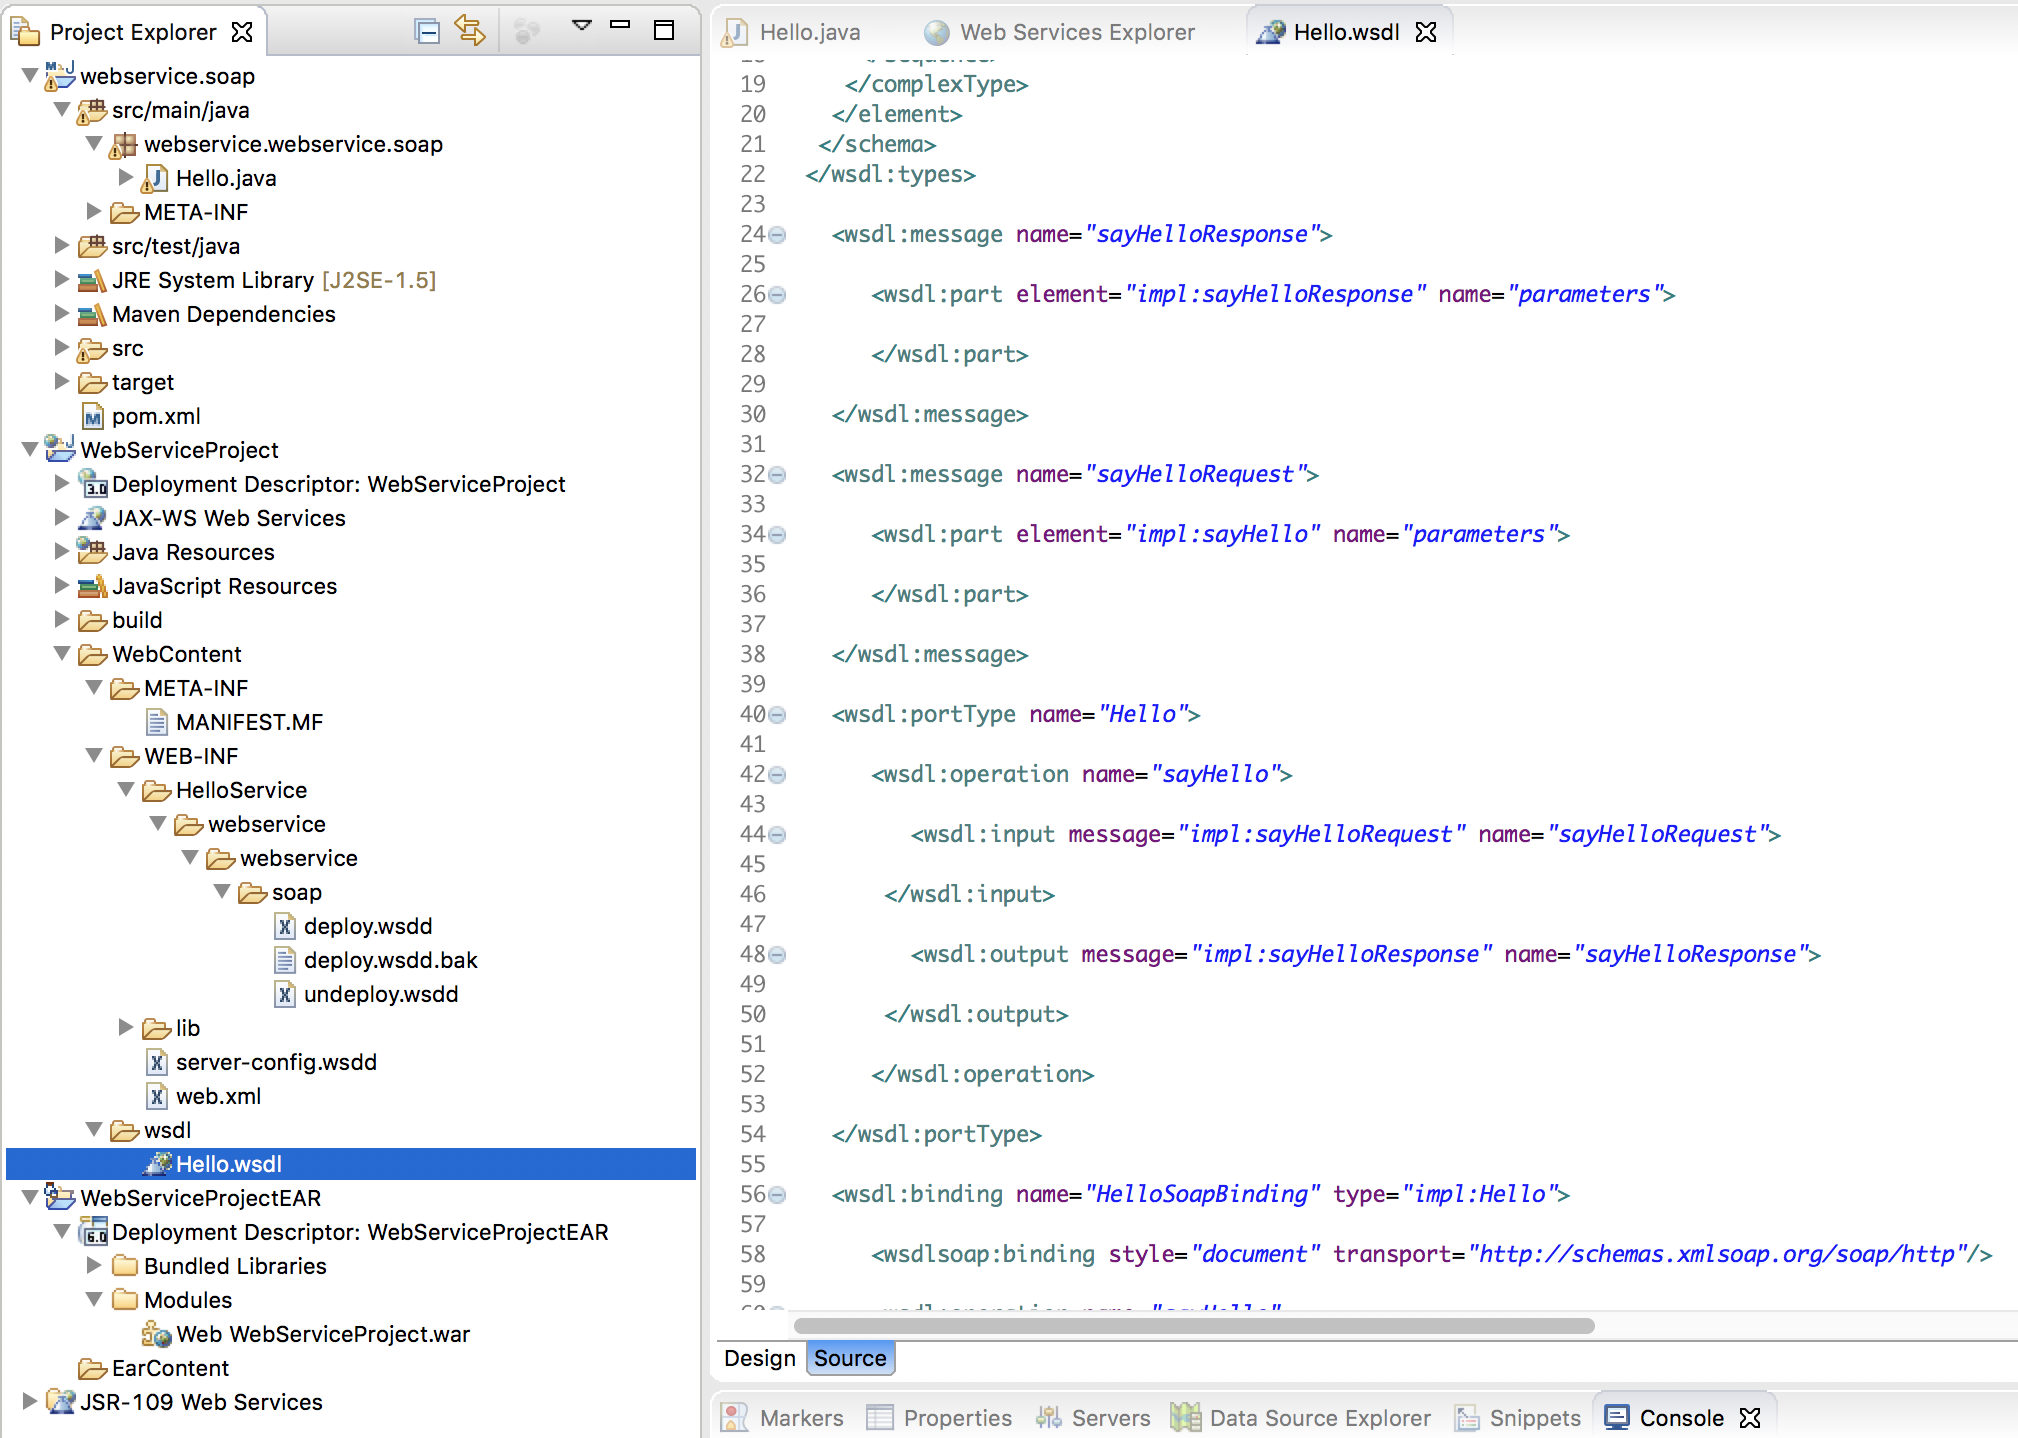 Project Explorer
webservice.soap
src/main/java
webservice.webservice.soap
Hello.java
META-INF
src/test/java
JRE System Library [J2SE-1.5]
Maven Dependencies
src
target
pom.xml
WebServiceProject
Deployment Descriptor: WebServiceProject
JAX-WS Web Services
Java Resources
JavaScript Resources
build
WebContent
META-INF
MANIFEST.MF
WEB-INF
HelloService
webservice
webservice
soap
deploy.wsdd
deploy.wsdd.bak
undeploy.wsdd
lib
server-config.wsdd
web.xml
wsdl
Hello.wsdl
WebServiceProjectEAR
Deployment Descriptor: WebServiceProjectEAR
Bundled Libraries
Modules
Web WebServiceProject.war
EarContent
JSR-109 Web Services
Hello.java Web Services Explorer Hello.wsdl
19 </complexType>
20 </element>
21 </schema>
22 </wsdl:types>
23
24 <wsdl:message name="sayHelloResponse">
25
26 <wsdl:part element="impl:sayHelloResponse" name="parameters">
27
28 </wsdl:part>
29
30 </wsdl:message>
31
32 <wsdl:message name="sayHelloRequest">
33
34 <wsdl:part element="impl:sayHello" name="parameters">
35
36 </wsdl:part>
37
38 </wsdl:message>
39
40 <wsdl:portType name="Hello">
41
42 <wsdl:operation name="sayHello">
43
44 <wsdl:input message="impl:sayHelloRequest" name="sayHelloRequest">
45
46 </wsdl:input>
47
48 <wsdl:output message="impl:sayHelloResponse" name="sayHelloResponse">
49
50 </wsdl:output>
51
52 </wsdl:operation>
53
54 </wsdl:portType>
55
56 <wsdl:binding name="HelloSoapBinding" type="impl:Hello">
57
58 <wsdlsoap:binding style="document" transport="http://schemas.xmlsoap.org/soap/http"/>
59
Design Source
Markers Properties Servers Data Source Explorer Snippets Console